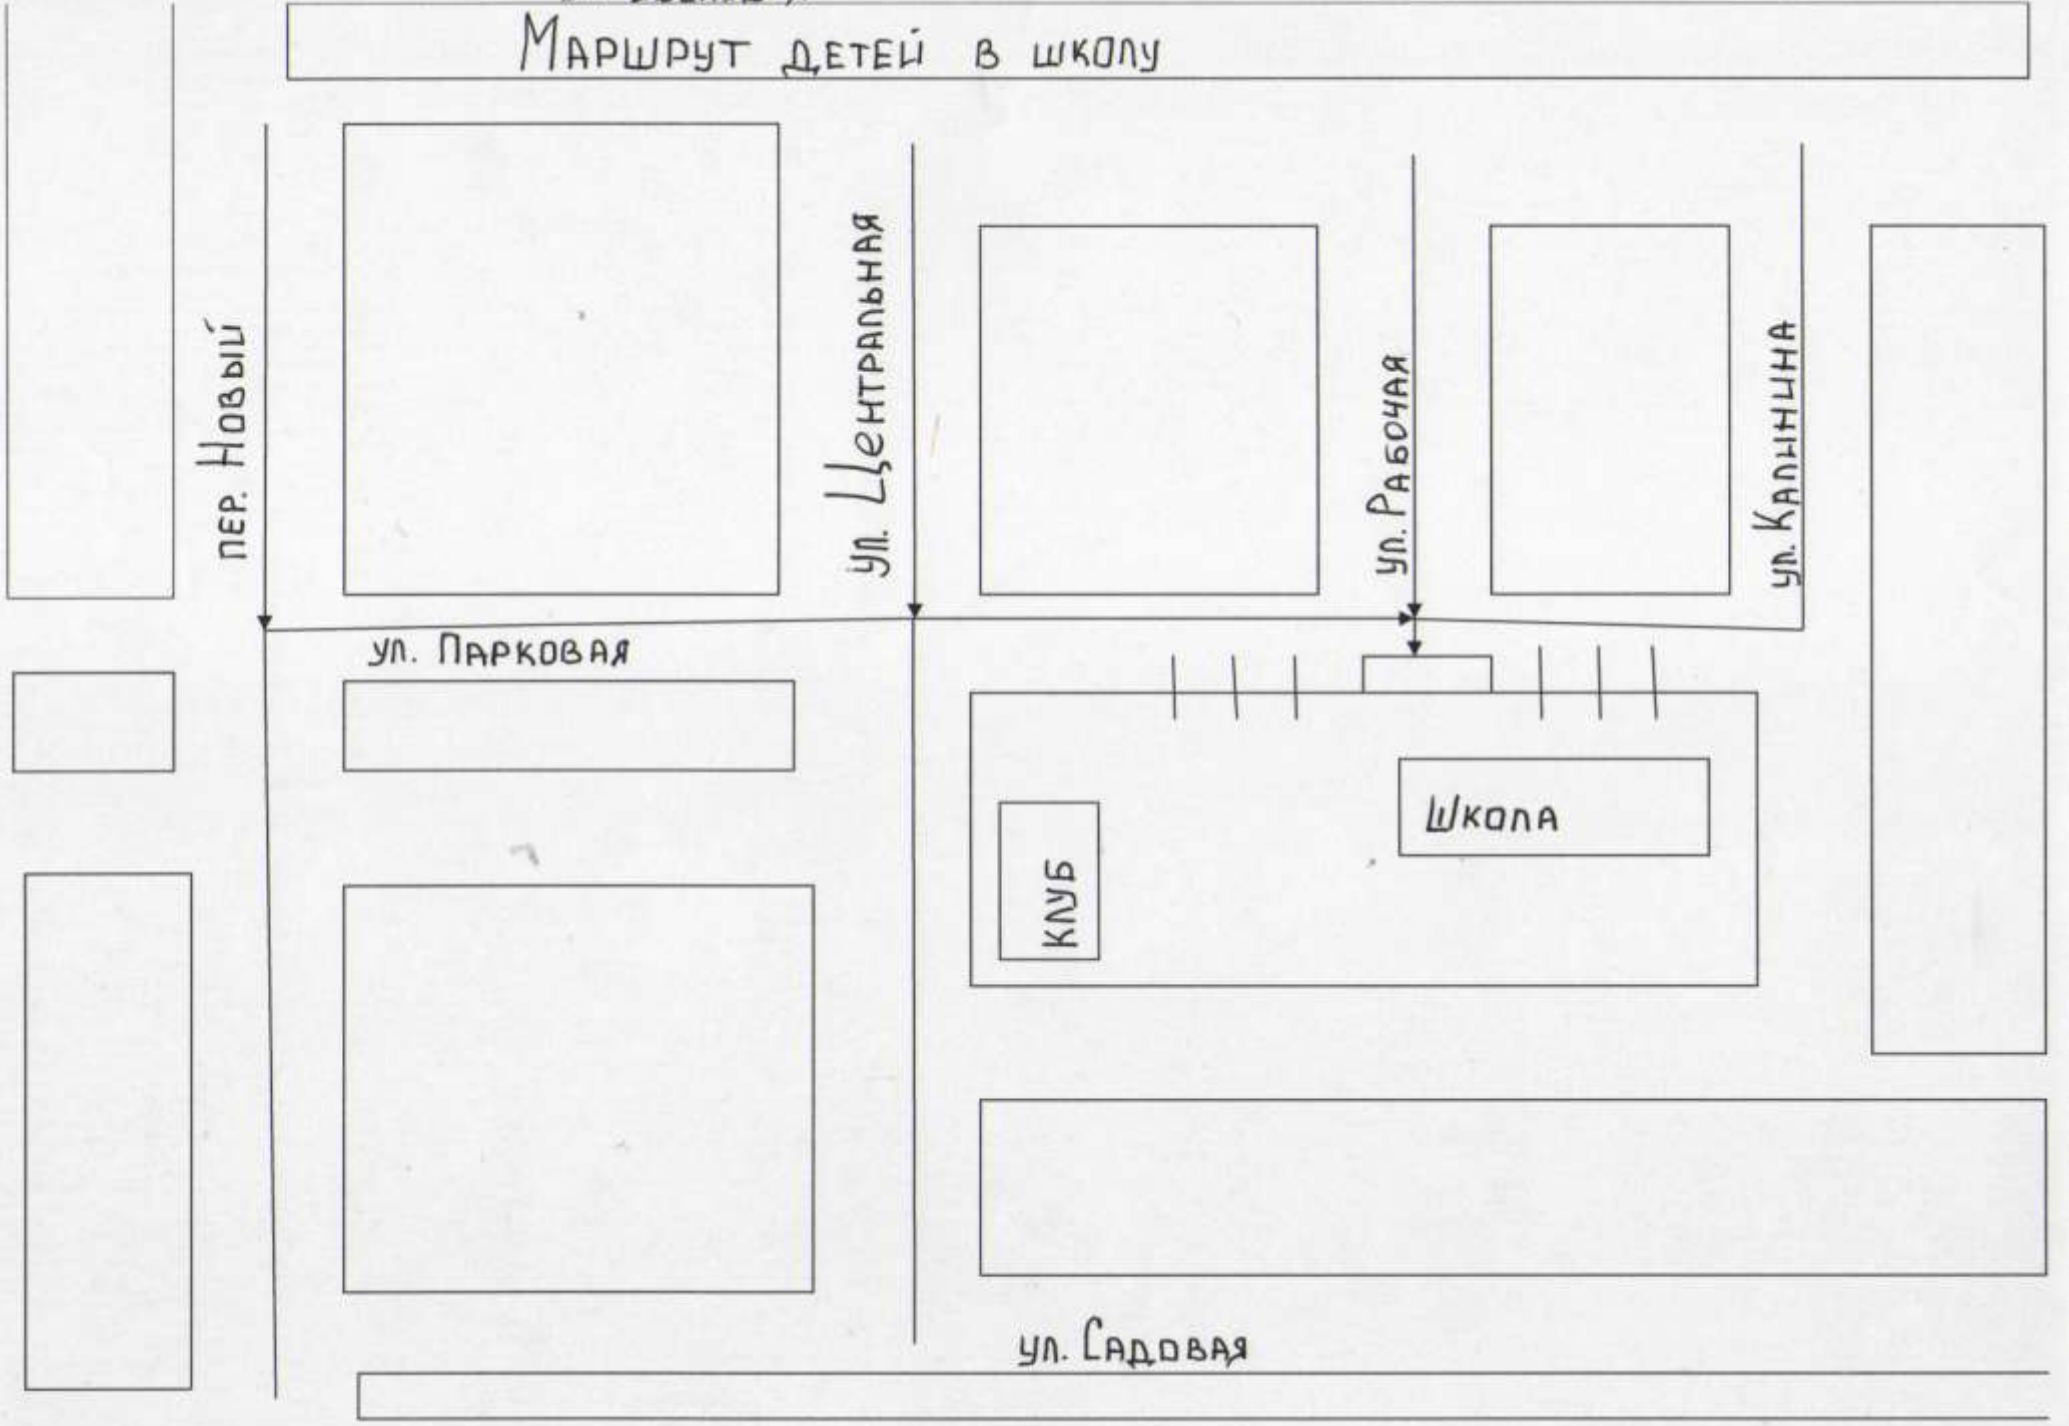 Маршрут детей в школу
пер. Новый
ул. Центральная
ул. Рабочая
ул. Калинина
ул. Парковая
Школа
клуб
ул. Садовая